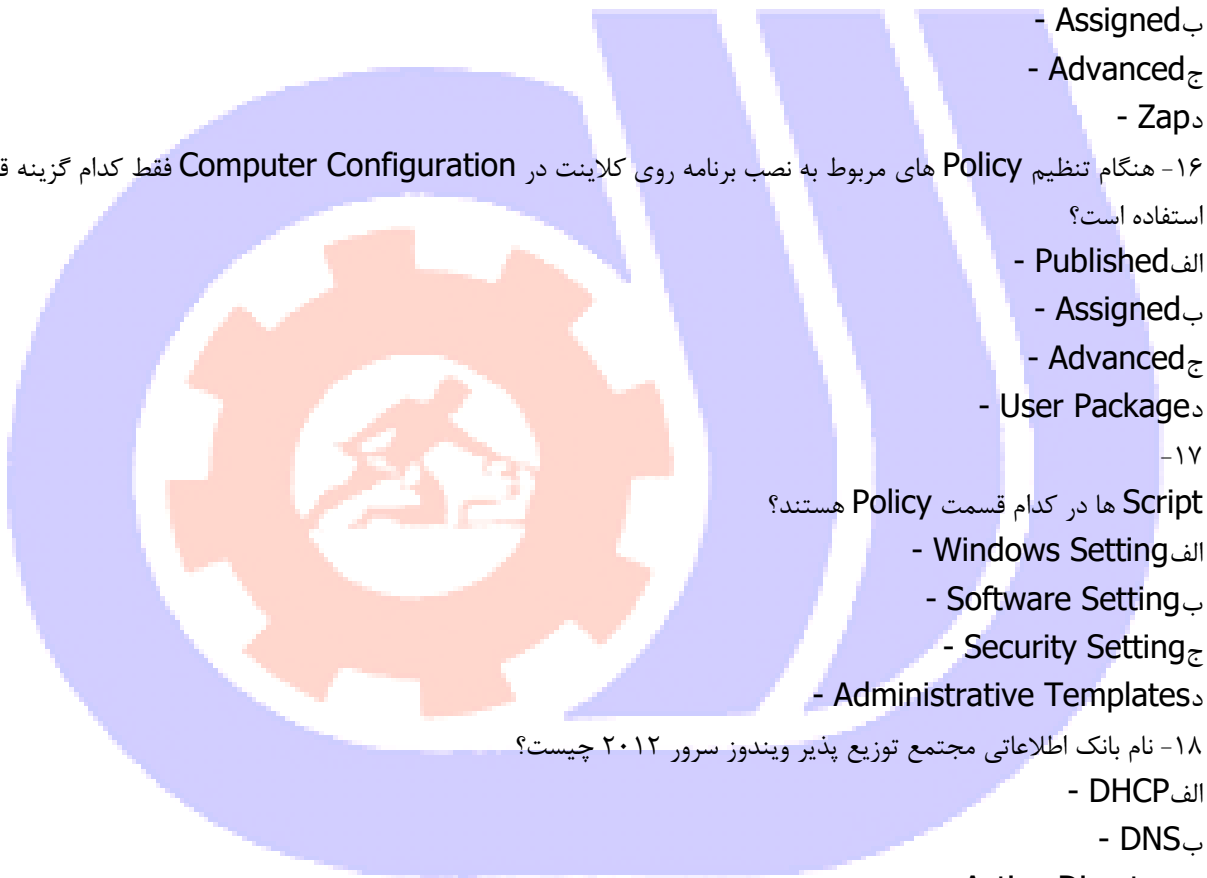 ب- Assigned
ج- Advanced
د- Zap
۱۶- هنگام تنظیم Policy های مربوط به نصب برنامه روی کلاینت در Computer Configuration فقط کدام گزینه
استفاده است؟
الف- Published
ب- Assigned
ج- Advanced
د- User Package
۱۷-
Script ها در کدام قسمت Policy هستند؟
الف- Windows Setting
ب- Software Setting
ج- Security Setting
د- Administrative Templates
۱۸- نام بانک اطلاعاتی مجتمع توزیع پذیر ویندوز سرور ۲۰۱۲ چیست؟
الف- DHCP
ب- DNS